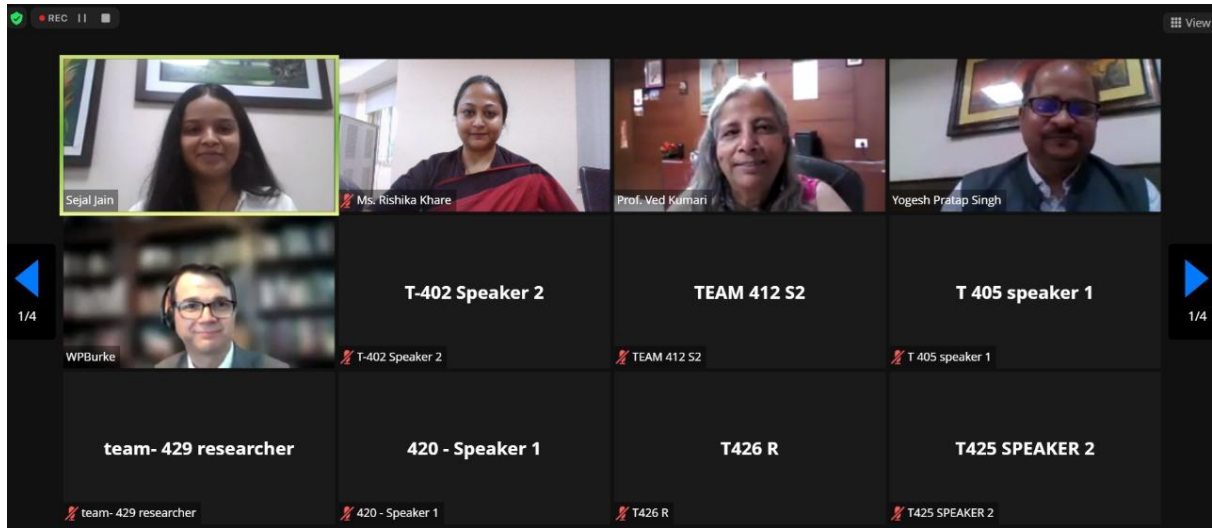 REC
View
Sejal Jain
Ms. Rishika Khare
Prof. Ved Kumari
Yogesh Pratap Singh
1/4
WPBurke
T-402 Speaker 2
T-402 Speaker 2
TEAM 412 S2
TEAM 412 S2
T 405 speaker 1
T 405 speaker 1
1/4
team- 429 researcher
team- 429 researcher
420 - Speaker 1
420 - Speaker 1
T426 R
T426 R
T425 SPEAKER 2
T425 SPEAKER 2